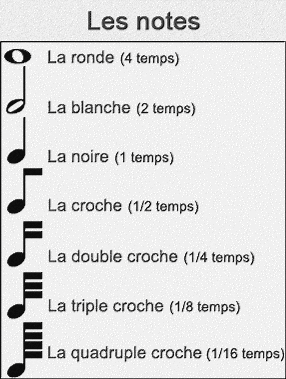 Les notes
La ronde (4 temps)
La blanche (2 temps)
La noire (1 temps)
La croche (1/2 temps)
La double croche (1/4 temps)
La triple croche (1/8 temps)
La quadruple croche (1/16 temps)